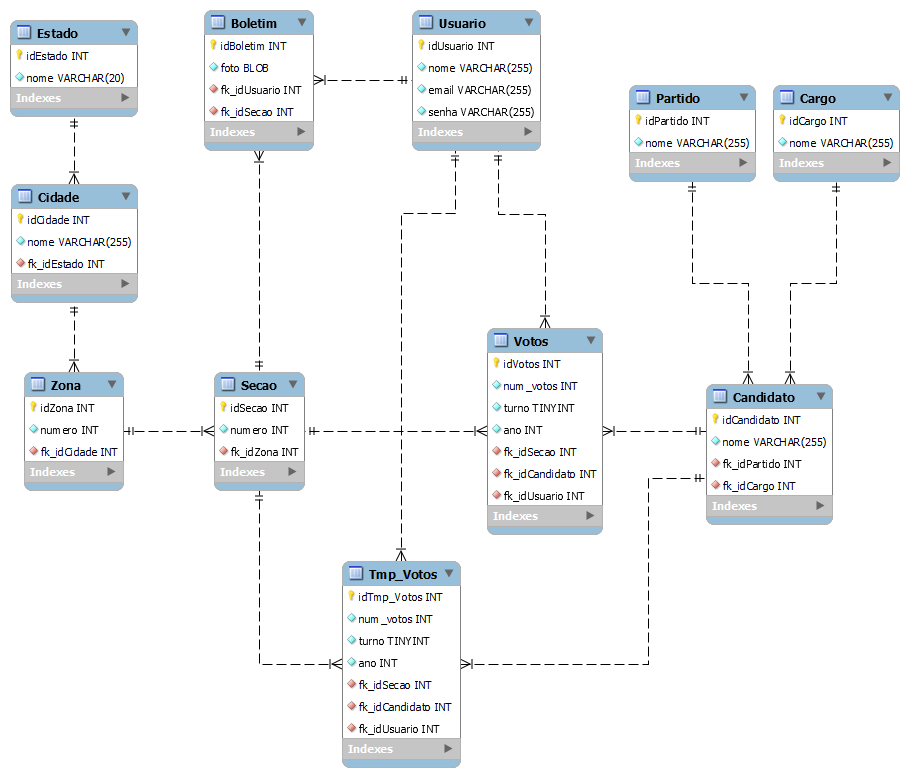 Estado
idEstado INT
nome VARCHAR(20)
Indexes
Boletim
idBoletim INT
foto BLOB
fk_idUsuario INT
fk_idSecao INT
Indexes
Usuario
idUsuario INT
nome VARCHAR(255)
email VARCHAR(255)
senha VARCHAR(255)
Indexes
Partido
idPartido INT
nome VARCHAR(255)
Indexes
Cargo
idCargo INT
nome VARCHAR(255)
Indexes
Cidade
idCidade INT
nome VARCHAR(255)
fk_idEstado INT
Indexes
Zona
idZona INT
numero INT
fk_idCidade INT
Indexes
Secao
idSecao INT
numero INT
fk_idZona INT
Indexes
Votos
idVotos INT
num_votos INT
turno TINYINT
ano INT
fk_idSecao INT
fk_idCandidato INT
fk_idUsuario INT
Indexes
Candidato
idCandidato INT
nome VARCHAR(255)
fk_idPartido INT
fk_idCargo INT
Indexes
Tmp_Votos
idTmp_Votos INT
num_votos INT
turno TINYINT
ano INT
fk_idSecao INT
fk_idCandidato INT
fk_idUsuario INT
Indexes